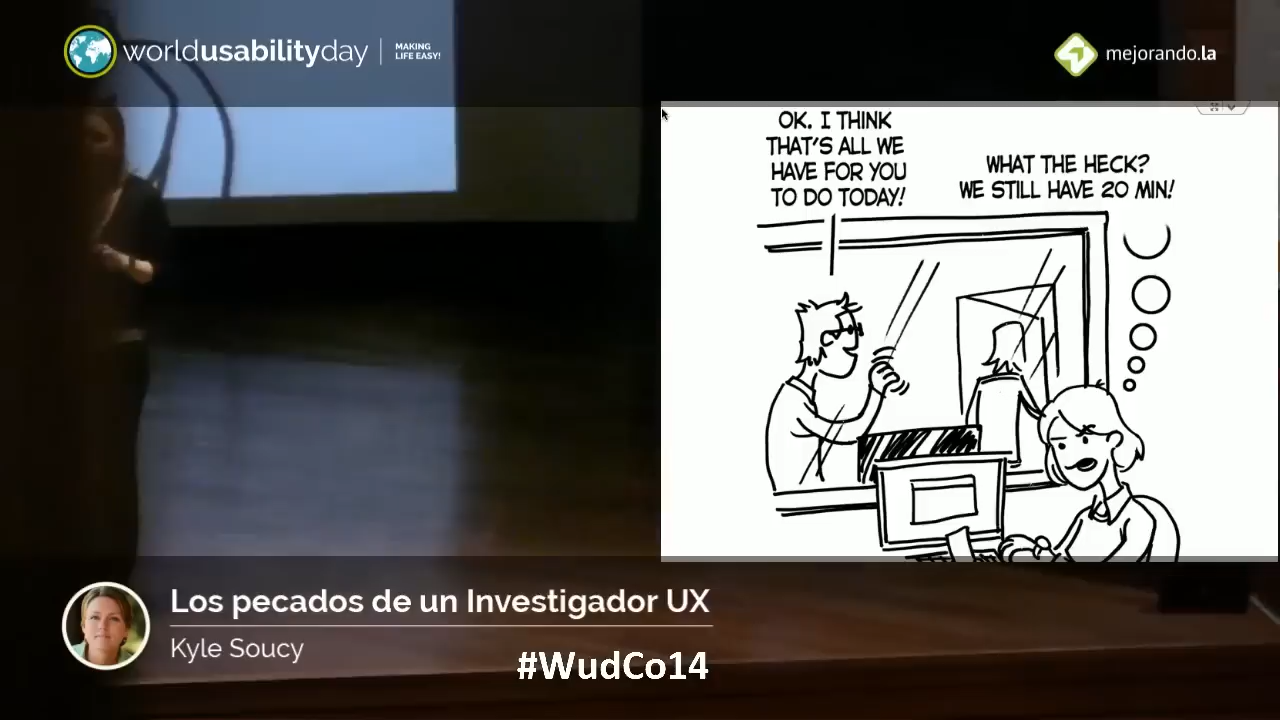 worldusabilityday
MAKING
LIFE EASY!
mejorando.la
OK. I THINK
THAT'S ALL WE
HAVE FOR YOU
TO DO TODAY!
WHAT THE HECK?
WE STILL HAVE 20 MIN!
Los pecados de un Investigador UX
Kyle Soucy
#WudCo14